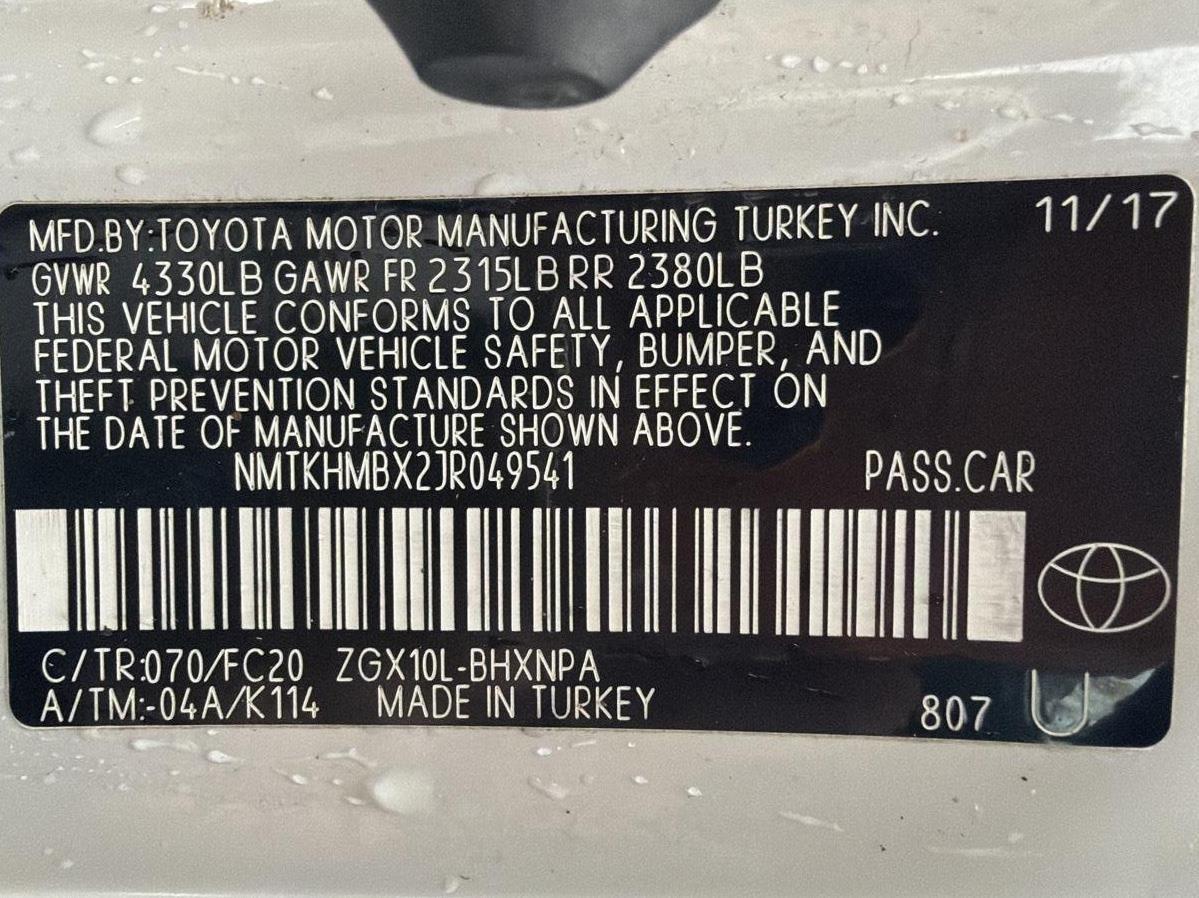 MFD.BY:TOYOTA MOTOR MANUFACTURING TURKEY INC. 11/17
GVWR 4330LB GAWR FR 2315LB RR 2380LB
THIS VEHICLE CONFORMS TO ALL APPLICABLE
FEDERAL MOTOR VEHICLE SAFETY, BUMPER, AND
THEFT PREVENTION STANDARDS IN EFFECT ON
THE DATE OF MANUFACTURE SHOWN ABOVE.
NMTKHMBX2JR049541 PASS.CAR
C/TR:070/FC20 ZGX10L-BHXNPA
A/TM:-04A/K114 MADE IN TURKEY 807 U